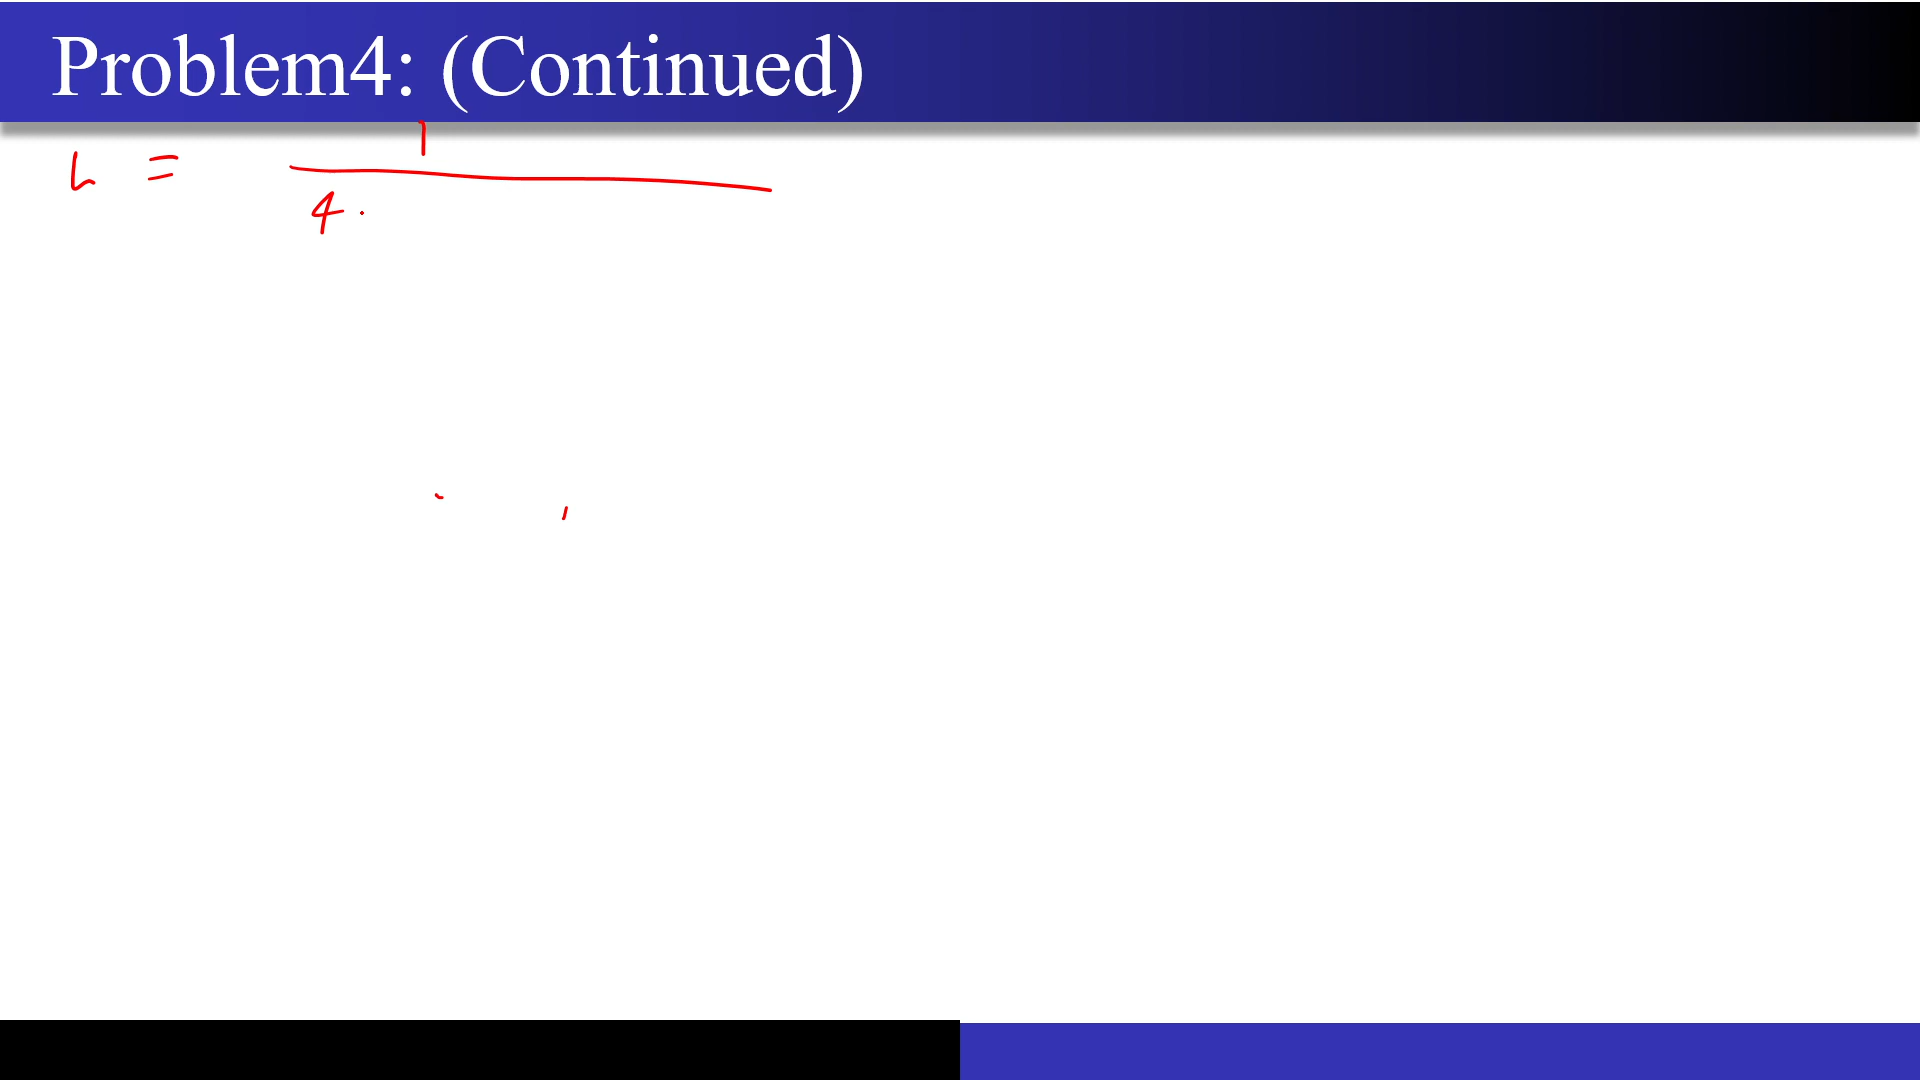 Problem4: (Continued)
L =
1
4.